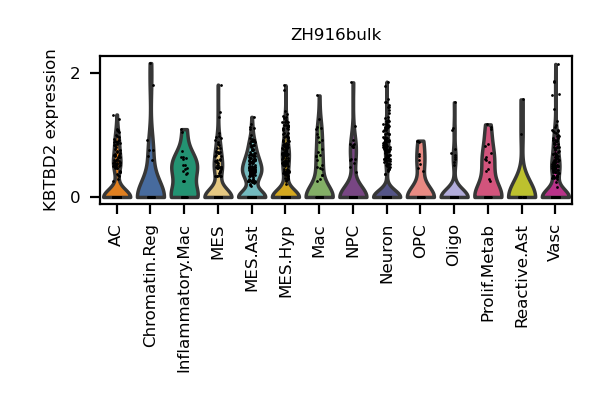 ZH916bulk
KBTBD2 expression
2
0
AC
Chromatin.Reg
Inflammatory.Mac
MES
MES.Ast
MES.Hyp
Mac
NPC
Neuron
OPC
Oligo
Prolif.Metab
Reactive.Ast
Vasc